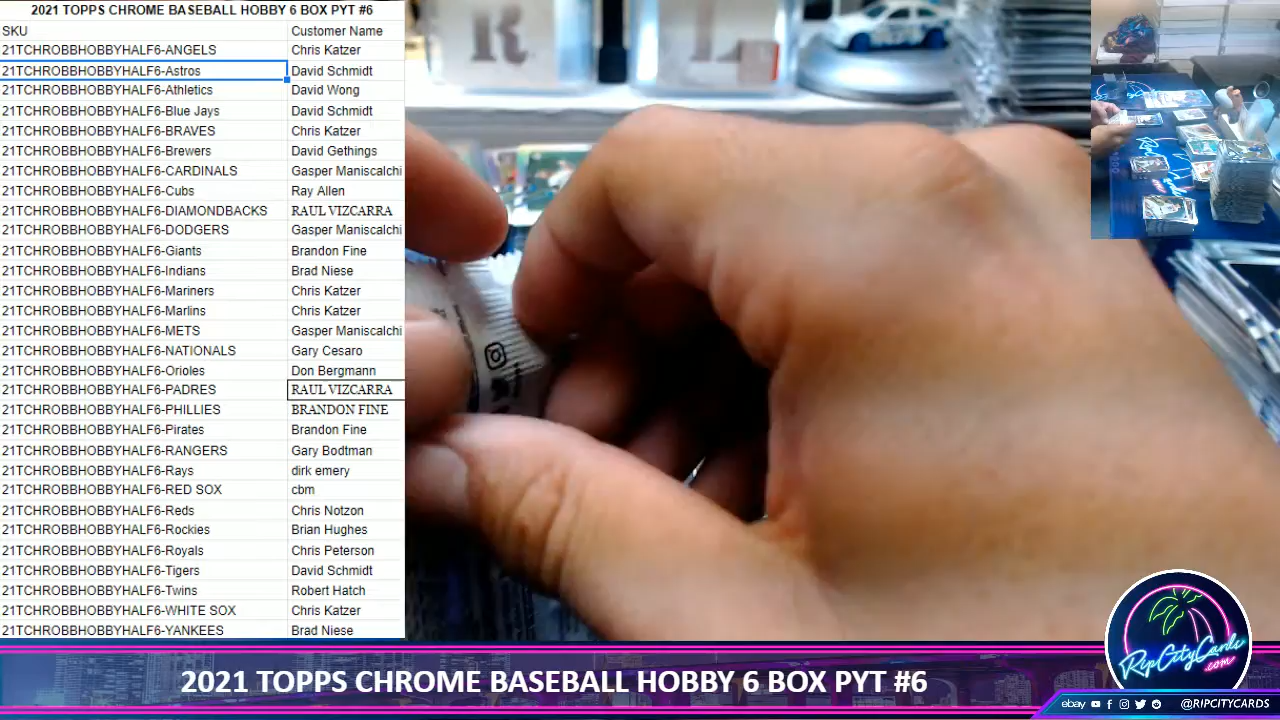 2021 TOPPS CHROME BASEBALL HOBBY 6 BOX PYT #6
SKU Customer Name
21TCHROBBHOBBYHALF6-ANGELS Chris Katzer
21TCHROBBHOBBYHALF6-Astros David Schmidt
21TCHROBBHOBBYHALF6-Athletics David Wong
21TCHROBBHOBBYHALF6-Blue Jays David Schmidt
21TCHROBBHOBBYHALF6-BRAVES Chris Katzer
21TCHROBBHOBBYHALF6-Brewers David Gethings
21TCHROBBHOBBYHALF6-CARDINALS Gasper Maniscalchi
21TCHROBBHOBBYHALF6-Cubs Ray Allen
21TCHROBBHOBBYHALF6-DIAMONDBACKS RAUL VIZCARRA
21TCHROBBHOBBYHALF6-DODGERS Gasper Maniscalchi
21TCHROBBHOBBYHALF6-Giants Brandon Fine
21TCHROBBHOBBYHALF6-Indians Brad Niese
21TCHROBBHOBBYHALF6-Mariners Chris Katzer
21TCHROBBHOBBYHALF6-Marlins Chris Katzer
21TCHROBBHOBBYHALF6-METS Gasper Maniscalchi
21TCHROBBHOBBYHALF6-NATIONALS Gary Cesaro
21TCHROBBHOBBYHALF6-Orioles Don Bergmann
21TCHROBBHOBBYHALF6-PADRES RAUL VIZCARRA
21TCHROBBHOBBYHALF6-PHILLIES BRANDON FINE
21TCHROBBHOBBYHALF6-Pirates Brandon Fine
21TCHROBBHOBBYHALF6-RANGERS Gary Bodtman
21TCHROBBHOBBYHALF6-Rays dirk emery
21TCHROBBHOBBYHALF6-RED SOX cbm
21TCHROBBHOBBYHALF6-Reds Chris Notzon
21TCHROBBHOBBYHALF6-Rockies Brian Hughes
21TCHROBBHOBBYHALF6-Royals Chris Peterson
21TCHROBBHOBBYHALF6-Tigers David Schmidt
21TCHROBBHOBBYHALF6-Twins Robert Hatch
21TCHROBBHOBBYHALF6-WHITE SOX Chris Katzer
21TCHROBBHOBBYHALF6-YANKEES Brad Niese
R
L
RipCityCards
.com
2021 TOPPS CHROME BASEBALL HOBBY 6 BOX PYT #6
ebay @RIPCITYCARDS